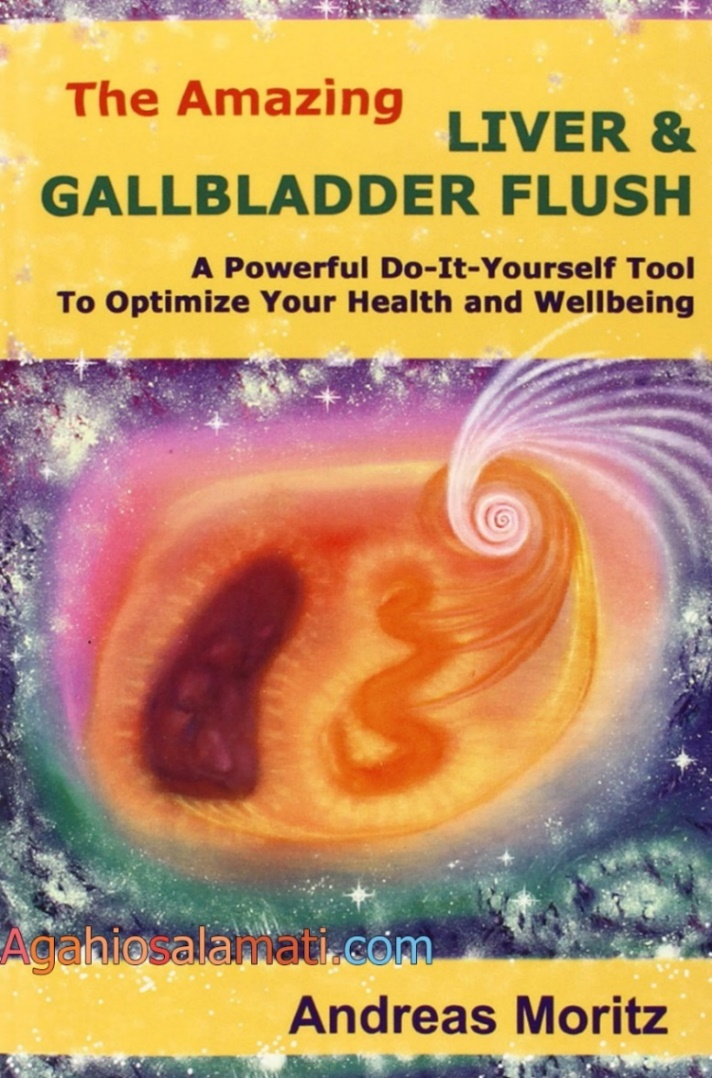 The Amazing
LIVER &
GALLBLADDER FLUSH
A Powerful Do-It-Yourself Tool
To Optimize Your Health and Wellbeing
Agahiosalamati.com
Andreas Moritz